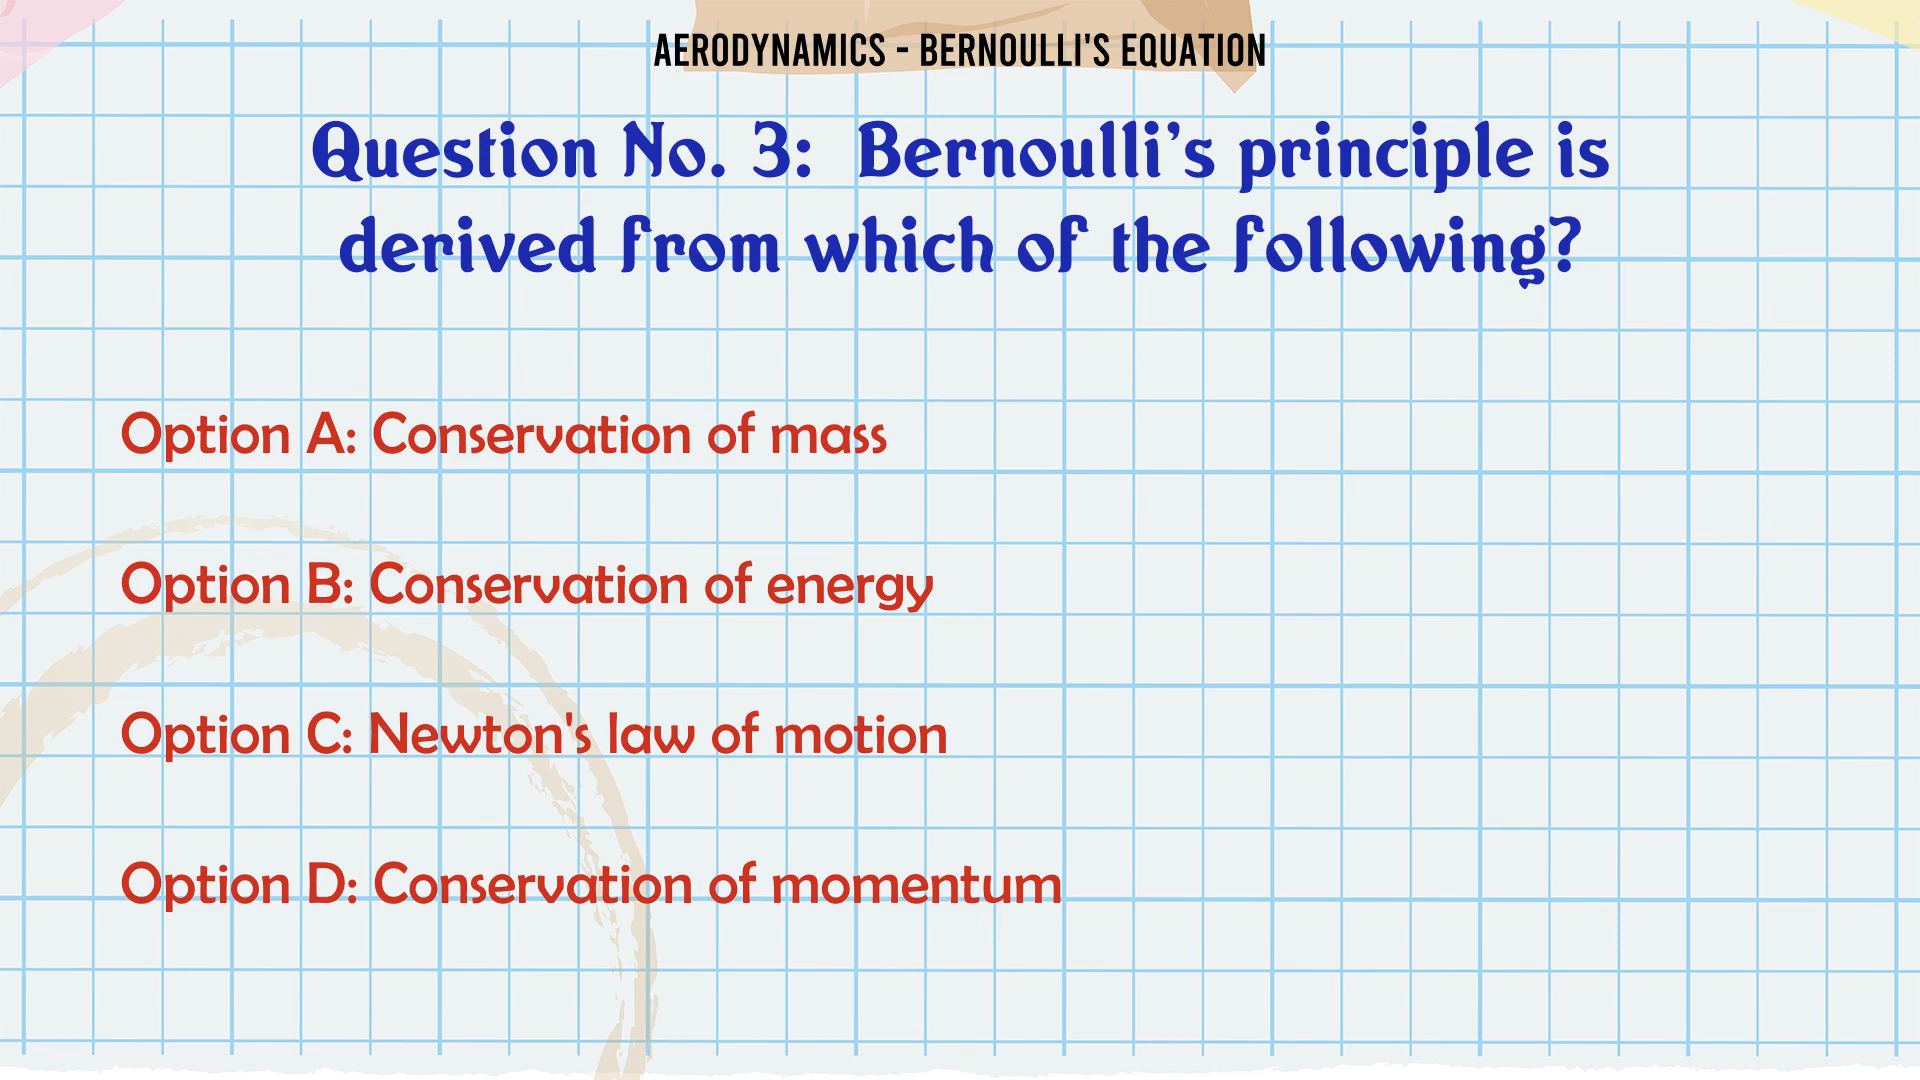 AERODYNAMICS - BERNOULLI'S EQUATION
Question No. 3: Bernoulli’s principle is
derived from which of the following?
Option A: Conservation of mass
Option B: Conservation of energy
Option C: Newton's law of motion
Option D: Conservation of momentum